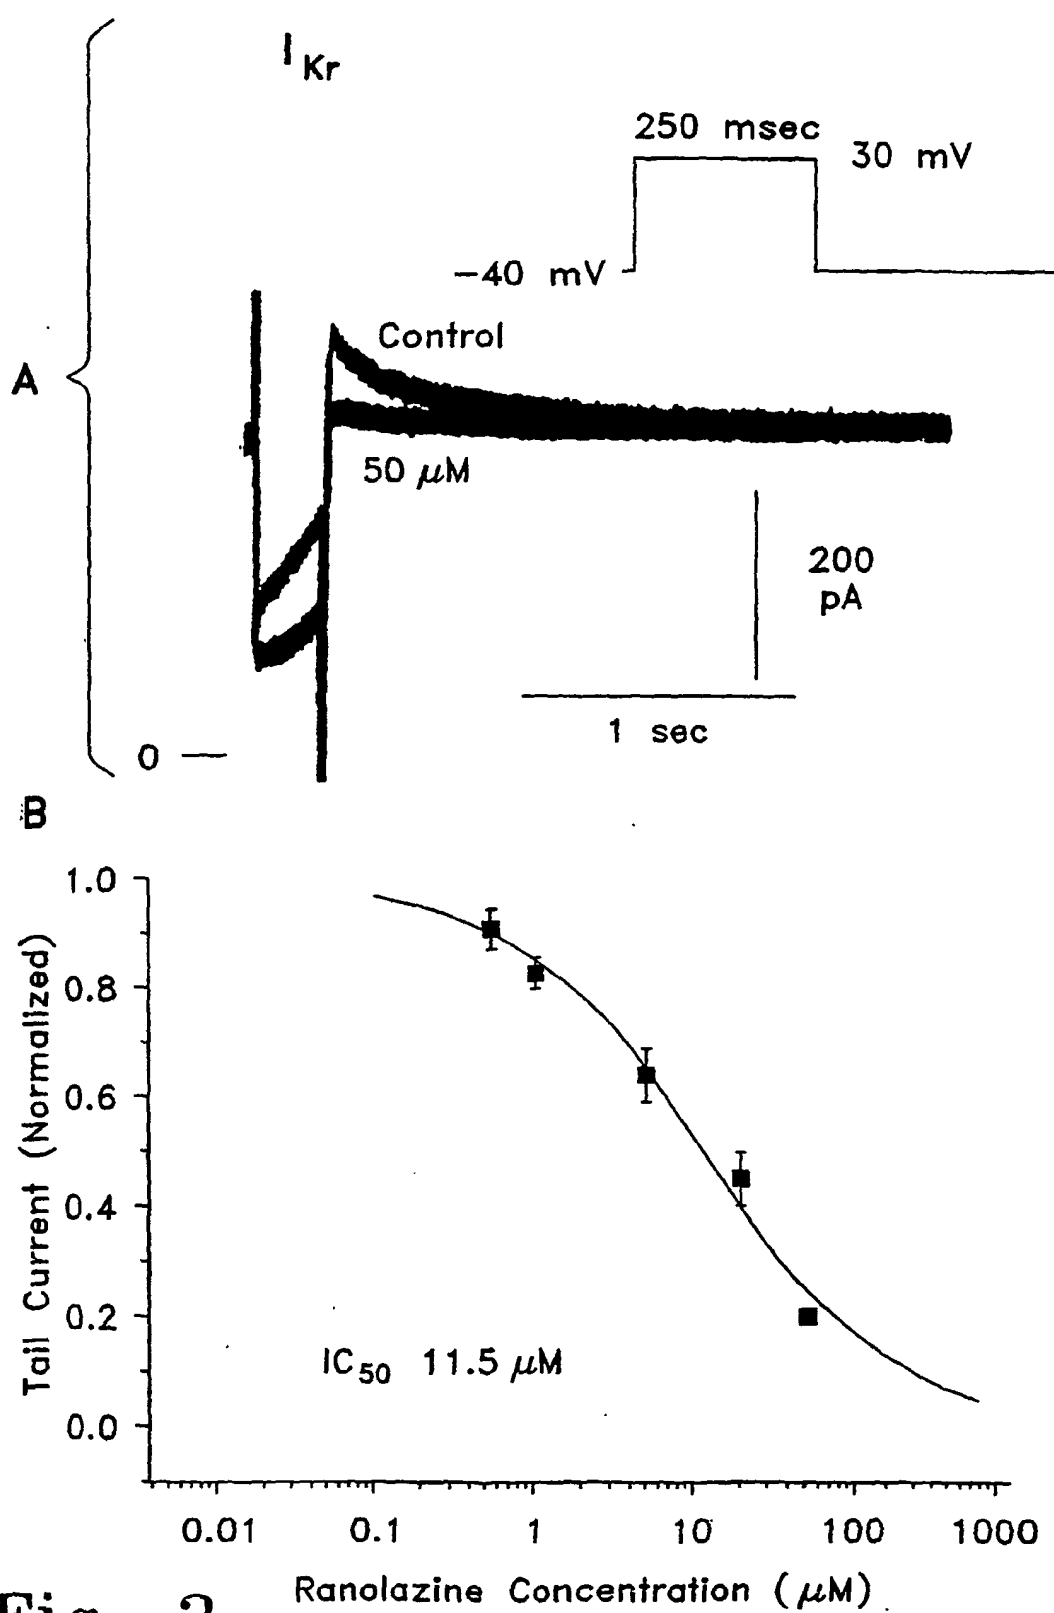 A
I Kr
250 msec
30 mV
−40 mV
Control
50 μM
200
pA
1 sec
0
B
Tail Current (Normalized)
1.0
0.8
0.6
0.4
0.2
0.0
IC50 11.5 μM
0.01 0.1 1 10 100 1000
Ranolazine Concentration (μM)